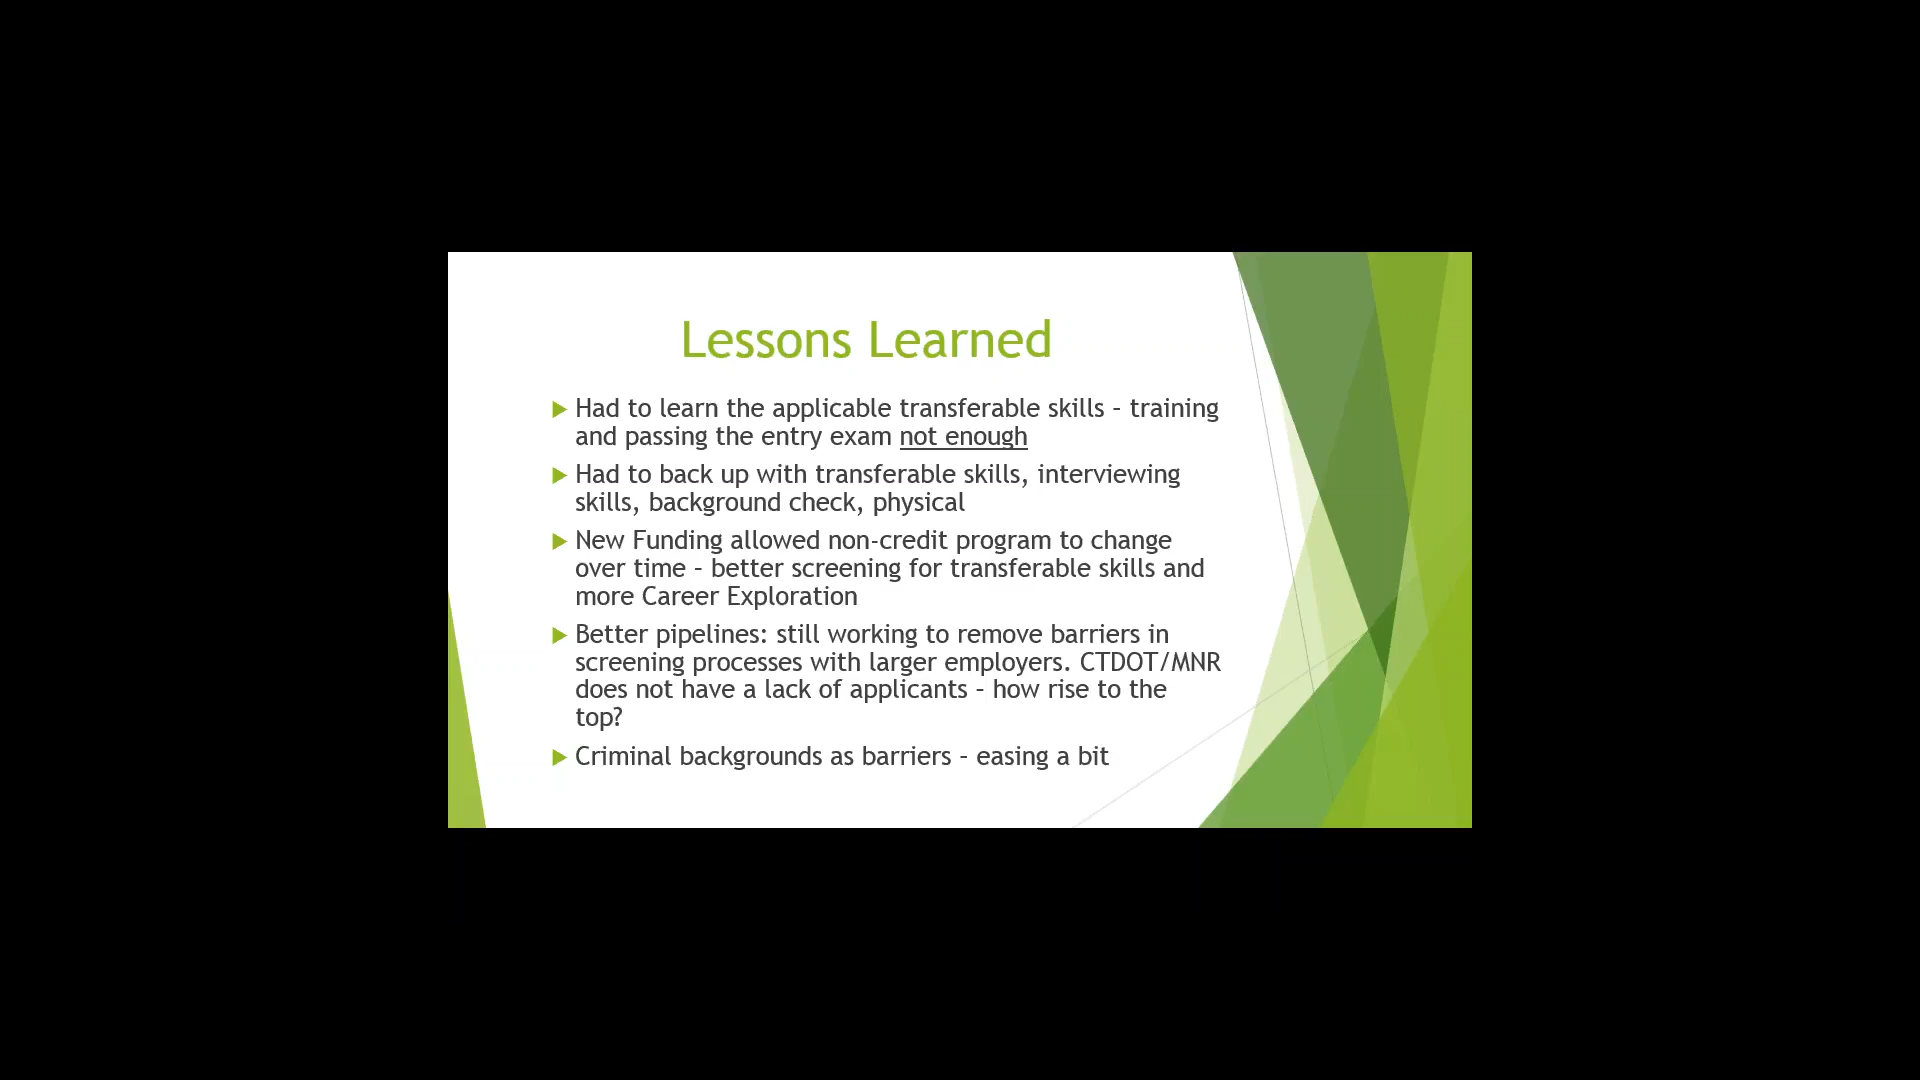 Lessons Learned
Had to learn the applicable transferable skills – training
and passing the entry exam not enough
Had to back up with transferable skills, interviewing
skills, background check, physical
New Funding allowed non-credit program to change
over time – better screening for transferable skills and
more Career Exploration
Better pipelines: still working to remove barriers in
screening processes with larger employers. CTDOT/MNR
does not have a lack of applicants – how rise to the
top?
Criminal backgrounds as barriers – easing a bit